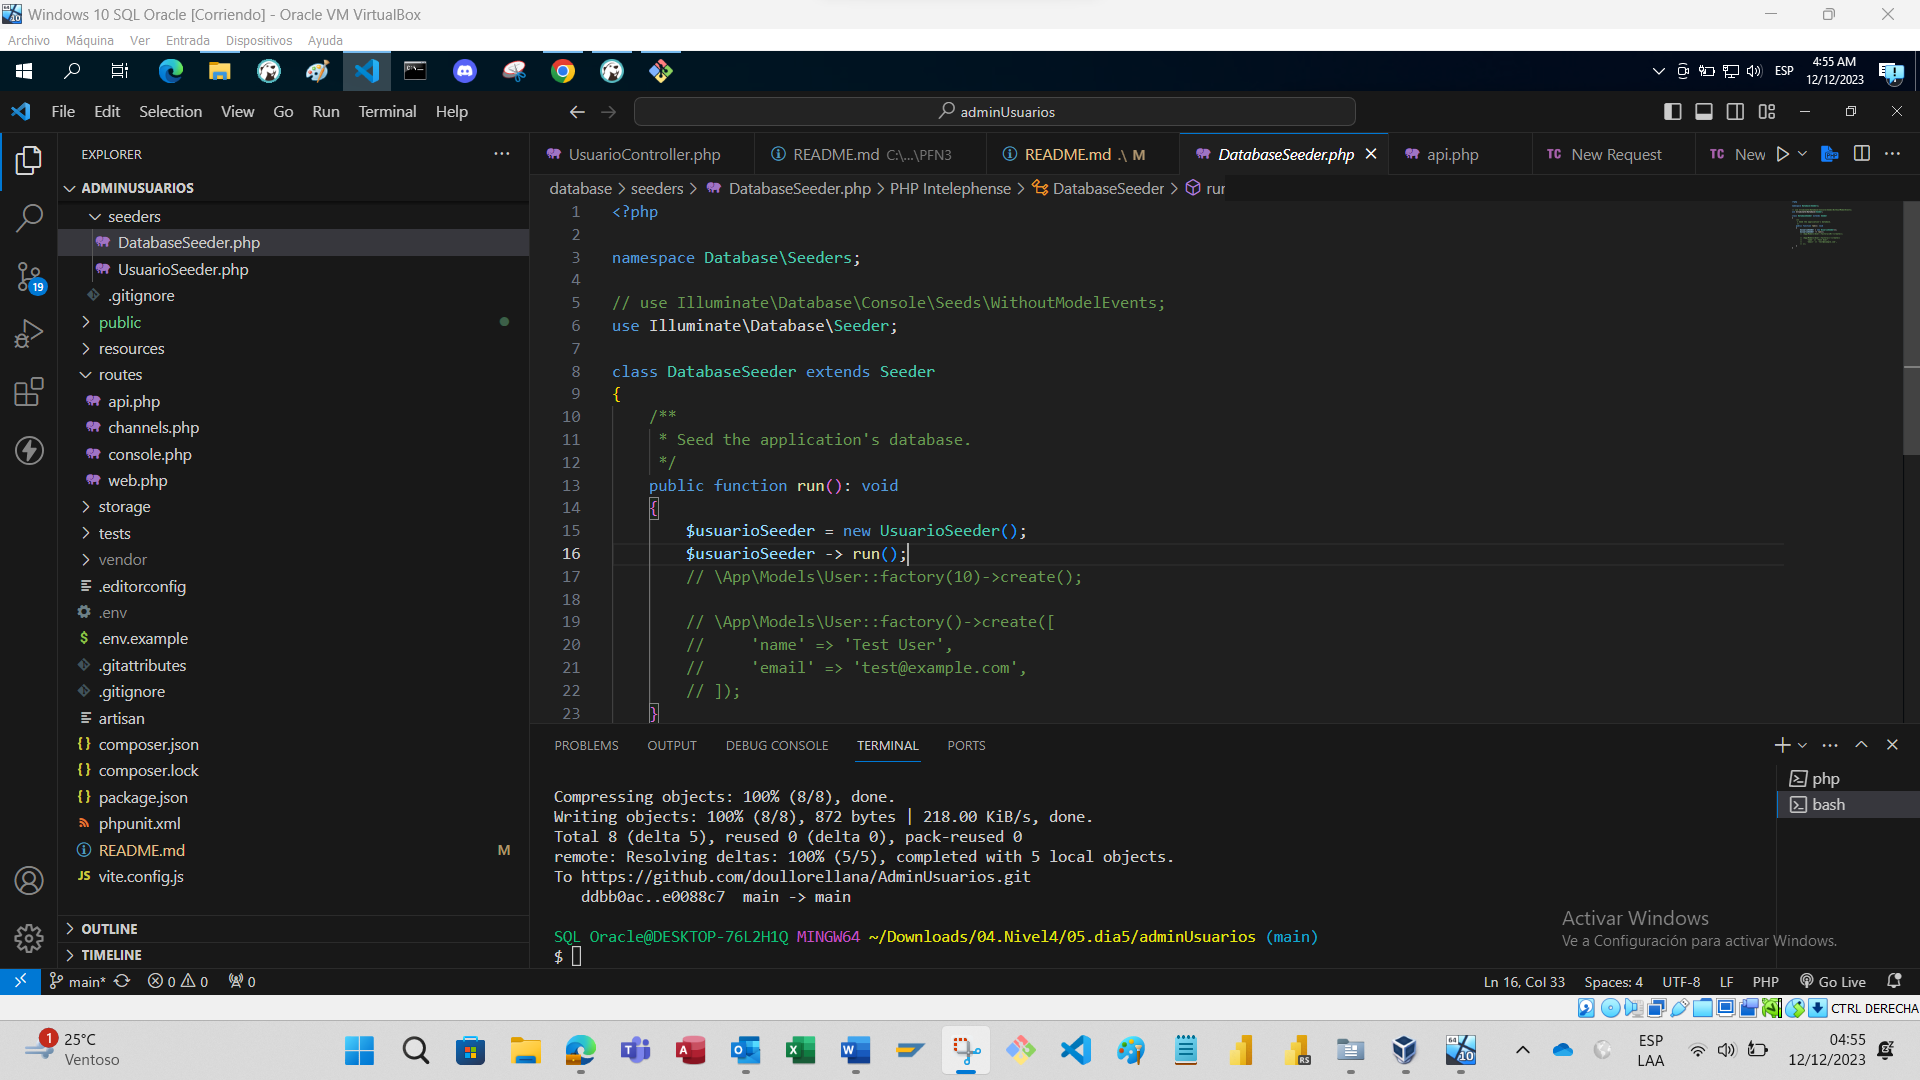 Windows 10 SQL Oracle [Corriendo] - Oracle VM VirtualBox
Archivo Máquina Ver Entrada Dispositivos Ayuda
ESP
4:55 AM
12/12/2023
File Edit Selection View Go Run Terminal Help
adminUsuarios
EXPLORER
ADMINUSUARIOS
seeders
DatabaseSeeder.php
UsuarioSeeder.php
.gitignore
public
resources
routes
api.php
channels.php
console.php
web.php
storage
tests
vendor
.editorconfig
.env
.env.example
.gitattributes
.gitignore
artisan
composer.json
composer.lock
package.json
phpunit.xml
README.md M
vite.config.js
OUTLINE
TIMELINE
19
UsuarioController.php
README.md C:\...\PFN3
README.md .\ M
DatabaseSeeder.php
api.php
TC New Request
TC New
database > seeders > DatabaseSeeder.php > PHP Intelephense > DatabaseSeeder > run
1 <?php
2
3 namespace Database\Seeders;
4
5 // use Illuminate\Database\Console\Seeds\WithoutModelEvents;
6 use Illuminate\Database\Seeder;
7
8 class DatabaseSeeder extends Seeder
9 {
10 /**
11 * Seed the application's database.
12 */
13 public function run(): void
14 {
15 $usuarioSeeder = new UsuarioSeeder();
16 $usuarioSeeder -> run();
17 // \App\Models\User::factory(10)->create();
18
19 // \App\Models\User::factory()->create([
20 // 'name' => 'Test User',
21 // 'email' => 'test@example.com',
22 // ]);
23 }
PROBLEMS OUTPUT DEBUG CONSOLE TERMINAL PORTS
php
bash
Compressing objects: 100% (8/8), done.
Writing objects: 100% (8/8), 872 bytes | 218.00 KiB/s, done.
Total 8 (delta 5), reused 0 (delta 0), pack-reused 0
remote: Resolving deltas: 100% (5/5), completed with 5 local objects.
To https://github.com/doullorellana/AdminUsuarios.git
ddbb0ac..e0088c7 main -> main
SQL Oracle@DESKTOP-76L2H1Q MINGW64 ~/Downloads/04.Nivel4/05.dia5/adminUsuarios (main)
$
Activar Windows
Ve a Configuración para activar Windows.
main* 0 0 0
Ln 16, Col 33 Spaces: 4 UTF-8 LF PHP Go Live
CTRL DERECHA
1
25°C
Ventoso
ESP
LAA
04:55
12/12/2023